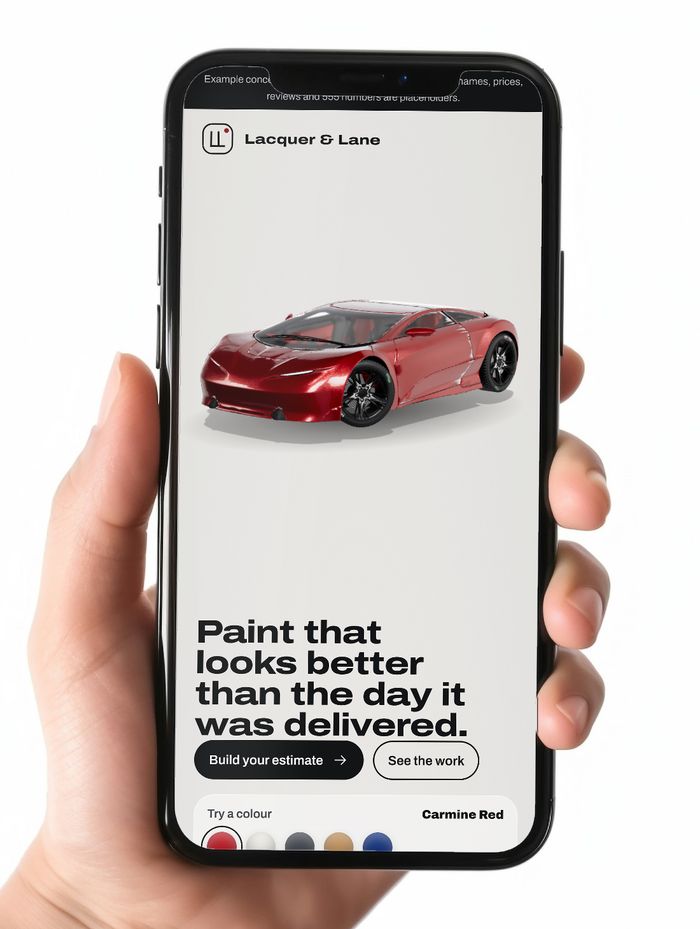 Example conce
names, prices,
reviews and 555 numbers are placeholders.
Lacquer & Lane
Paint that
looks better
than the day it
was delivered.
Build your estimate →
See the work
Try a colour
Carmine Red